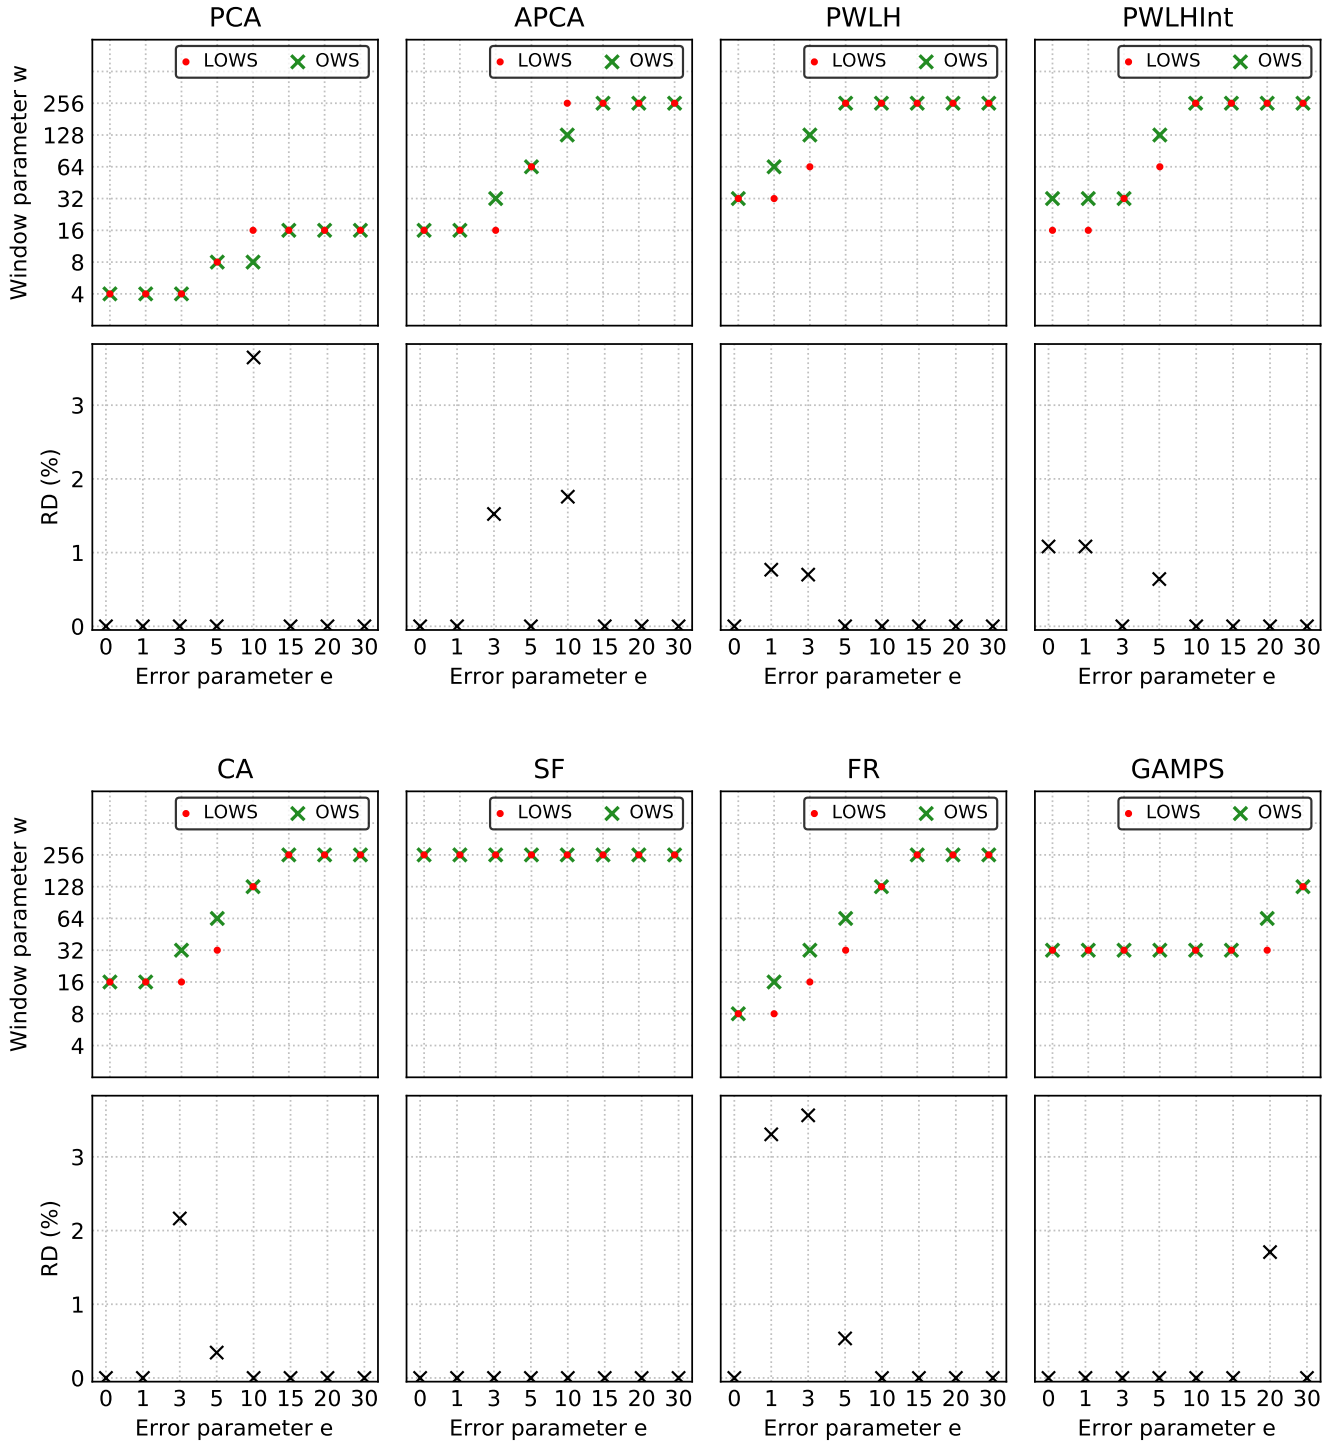 PCA APCA PWLH PWLHInt
LOWS OWS LOWS OWS LOWS OWS LOWS OWS
Window parameter w
256
128
64
32
16
8
4
RD (%)
3
2
1
0
0 1 3 5 10 15 20 30 0 1 3 5 10 15 20 30 0 1 3 5 10 15 20 30 0 1 3 5 10 15 20 30
Error parameter e Error parameter e Error parameter e Error parameter e
CA SF FR GAMPS
LOWS OWS LOWS OWS LOWS OWS LOWS OWS
Window parameter w
256
128
64
32
16
8
4
RD (%)
3
2
1
0
0 1 3 5 10 15 20 30 0 1 3 5 10 15 20 30 0 1 3 5 10 15 20 30 0 1 3 5 10 15 20 30
Error parameter e Error parameter e Error parameter e Error parameter e